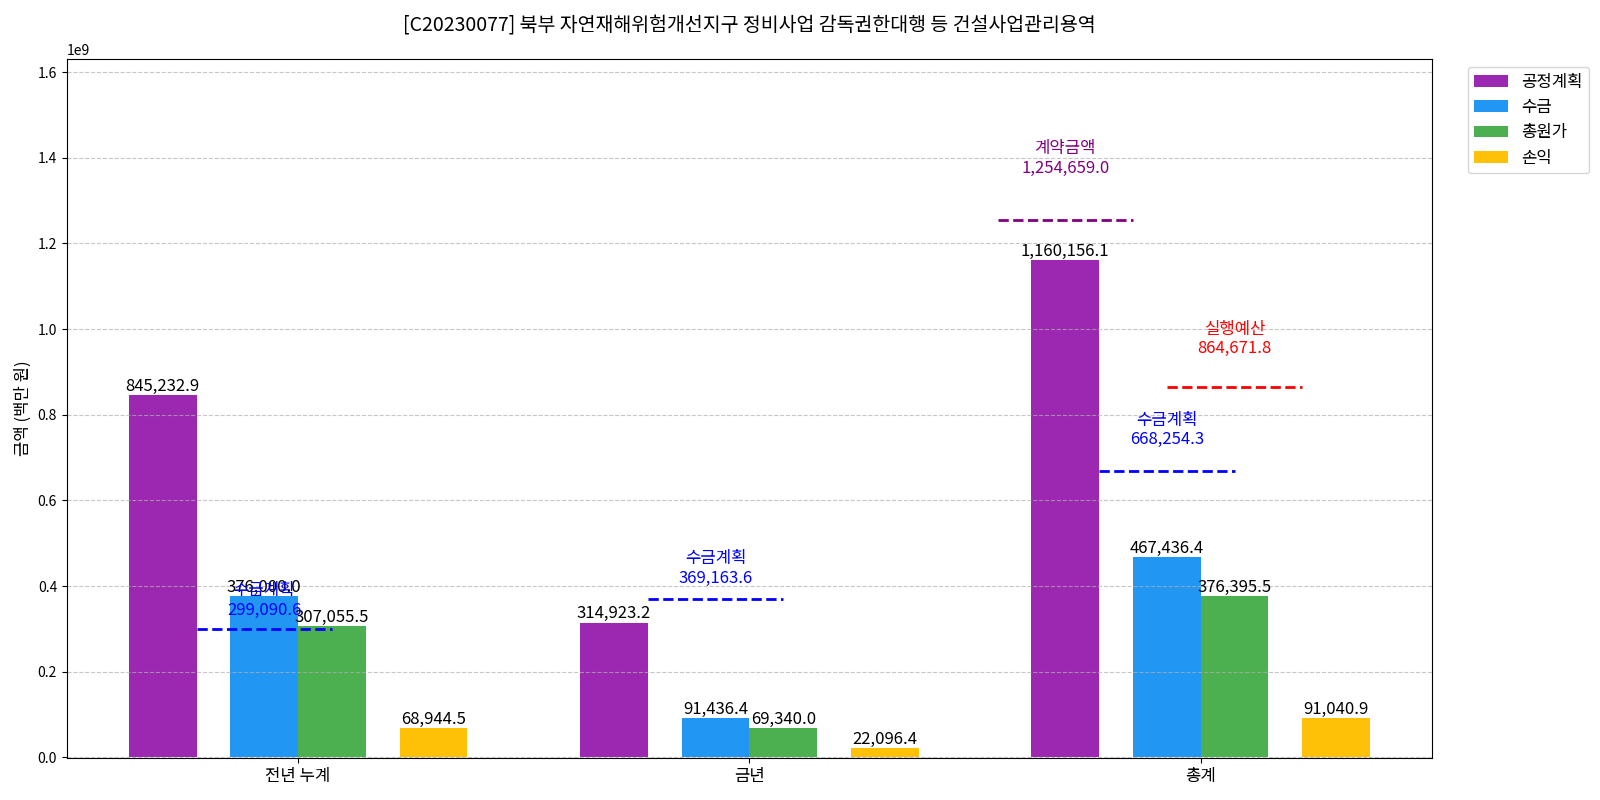 [C20230077] 북부 자연재해위험개선지구 정비사업 감독권한대행 등 건설사업관리용역
1e9
1.6
1.4
1.2
1.0
0.8
0.6
0.4
0.2
0.0
금액 (백만 원)
845,232.9
376,000.0
수금계획
299,090.6
307,055.5
68,944.5
수금계획
369,163.6
314,923.2
91,436.4
69,340.0
22,096.4
계약금액
1,254,659.0
1,160,156.1
실행예산
864,671.8
수금계획
668,254.3
467,436.4
376,395.5
91,040.9
전년 누계
금년
총계
공정계획
수금
총원가
손익